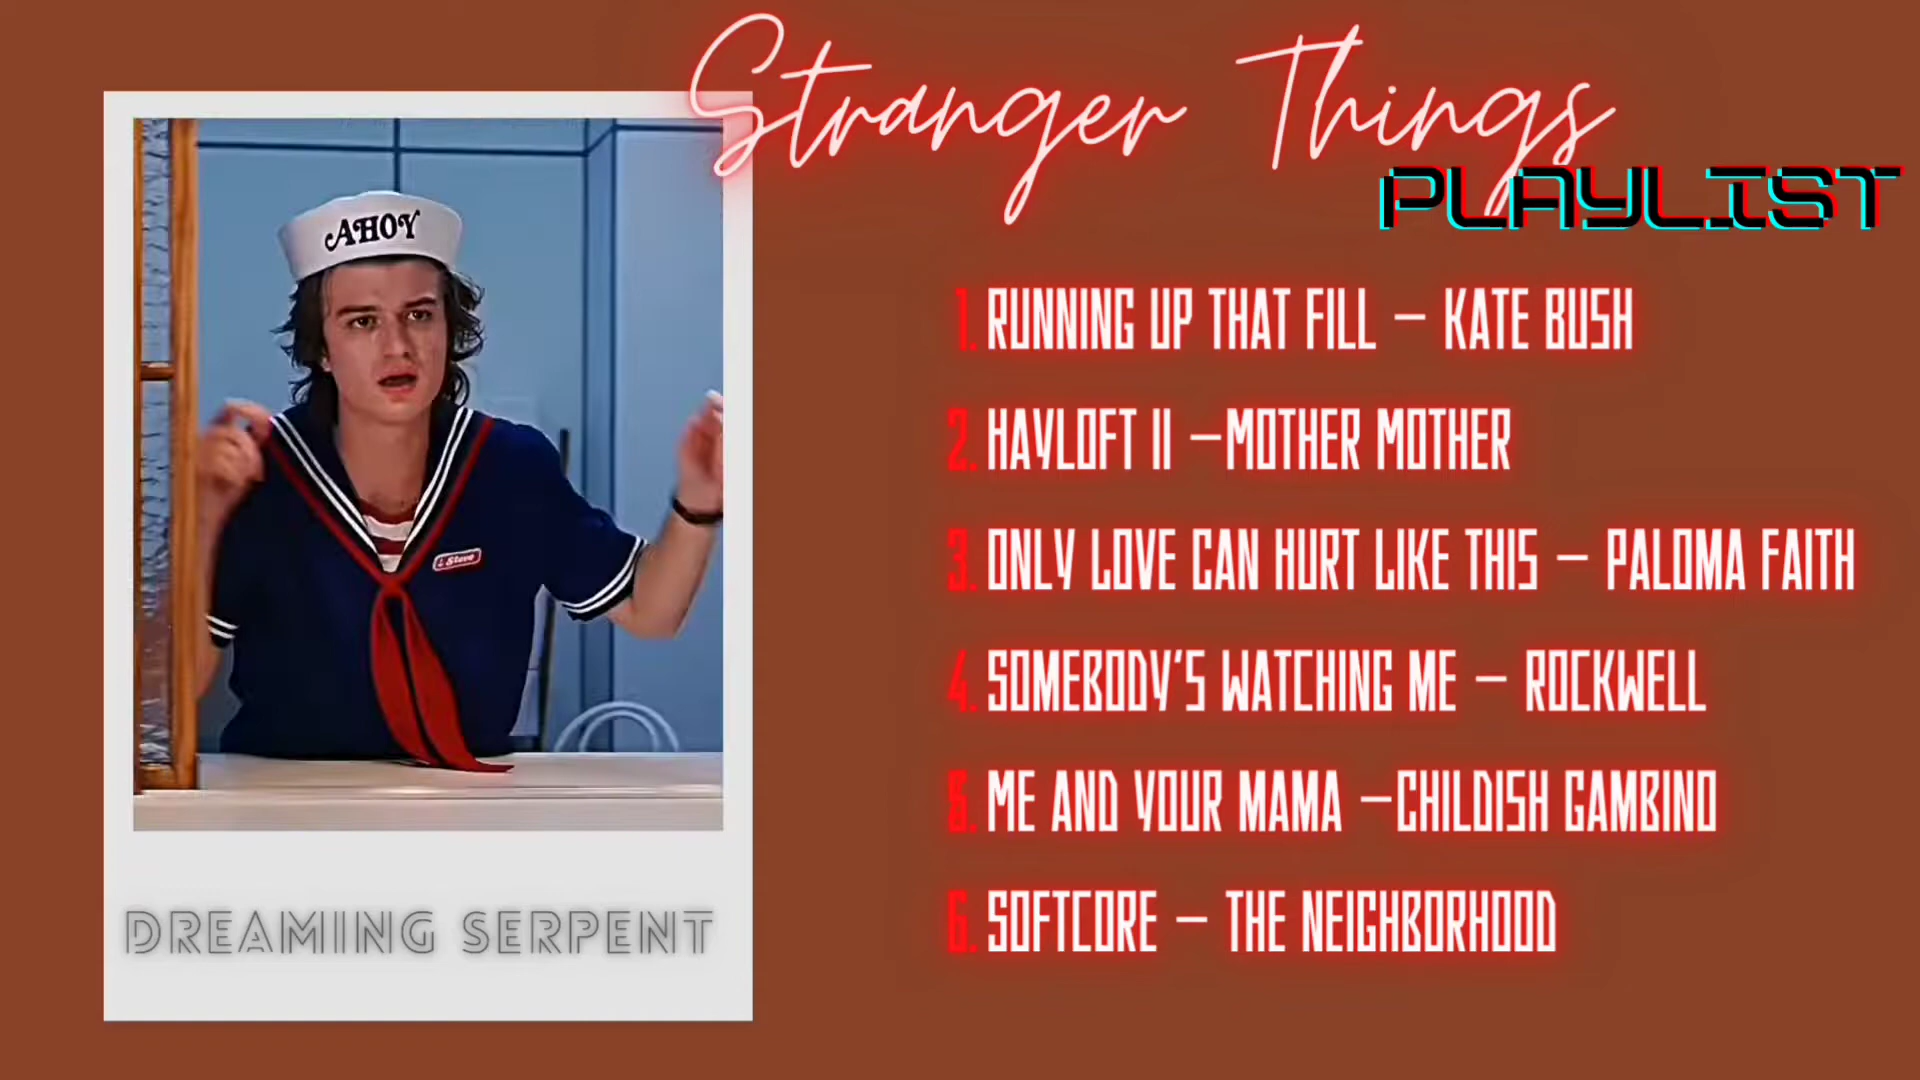 Stranger Things
PLAYLIST
AHOY
Steve
1. RUNNING UP THAT FILL – KATE BUSH
2. HAYLOFT II –MOTHER MOTHER
3. ONLY LOVE CAN HURT LIKE THIS – PALOMA FAITH
4. SOMEBODY'S WATCHING ME – ROCKWELL
5. ME AND YOUR MAMA –CHILDISH GAMBINO
6. SOFTCORE – THE NEIGHBORHOOD
DREAMING SERPENT